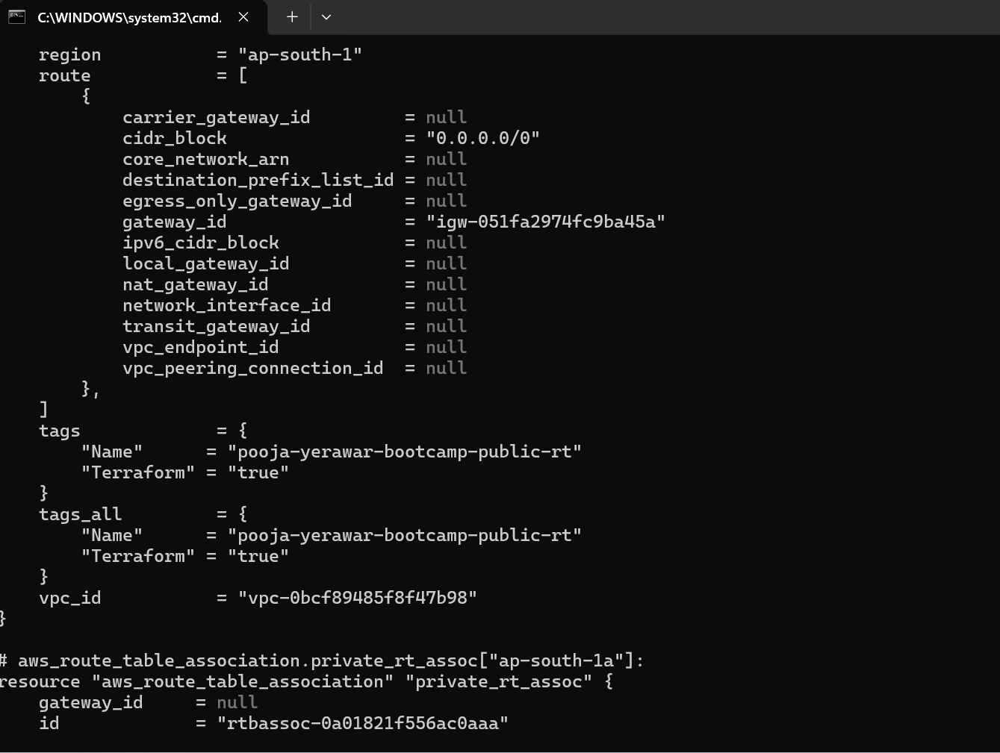 C:\WINDOWS\system32\cmd.
region = "ap-south-1"
route = [
{
carrier_gateway_id = null
cidr_block = "0.0.0.0/0"
core_network_arn = null
destination_prefix_list_id = null
egress_only_gateway_id = null
gateway_id = "igw-051fa2974fc9ba45a"
ipv6_cidr_block = null
local_gateway_id = null
nat_gateway_id = null
network_interface_id = null
transit_gateway_id = null
vpc_endpoint_id = null
vpc_peering_connection_id = null
},
]
tags = {
"Name" = "pooja-yerawar-bootcamp-public-rt"
"Terraform" = "true"
}
tags_all = {
"Name" = "pooja-yerawar-bootcamp-public-rt"
"Terraform" = "true"
}
vpc_id = "vpc-0bcf89485f8f47b98"
}
# aws_route_table_association.private_rt_assoc["ap-south-1a"]:
resource "aws_route_table_association" "private_rt_assoc" {
gateway_id = null
id = "rtbassoc-0a01821f556ac0aaa"